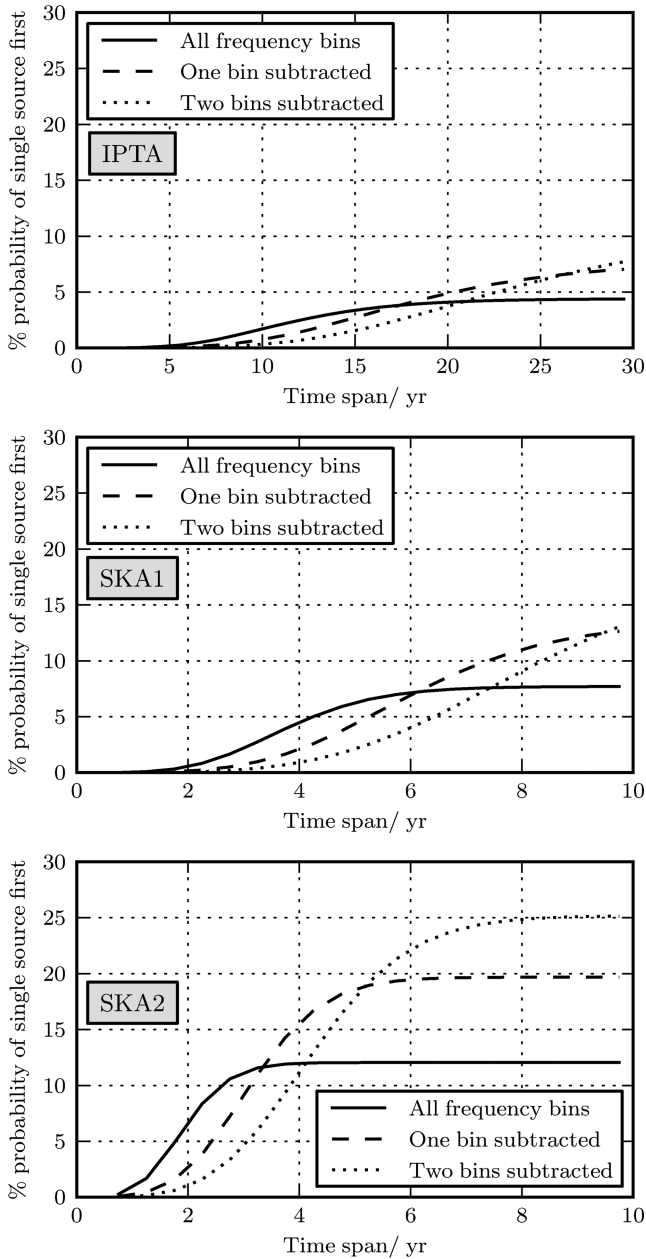 % probability of single source first
30
25
20
15
10
5
0
All frequency bins
One bin subtracted
Two bins subtracted
IPTA
0 5 10 15 20 25 30
Time span/ yr
% probability of single source first
30
25
20
15
10
5
0
All frequency bins
One bin subtracted
Two bins subtracted
SKA1
0 2 4 6 8 10
Time span/ yr
% probability of single source first
30
25
20
15
10
5
0
SKA2
All frequency bins
One bin subtracted
Two bins subtracted
0 2 4 6 8 10
Time span/ yr